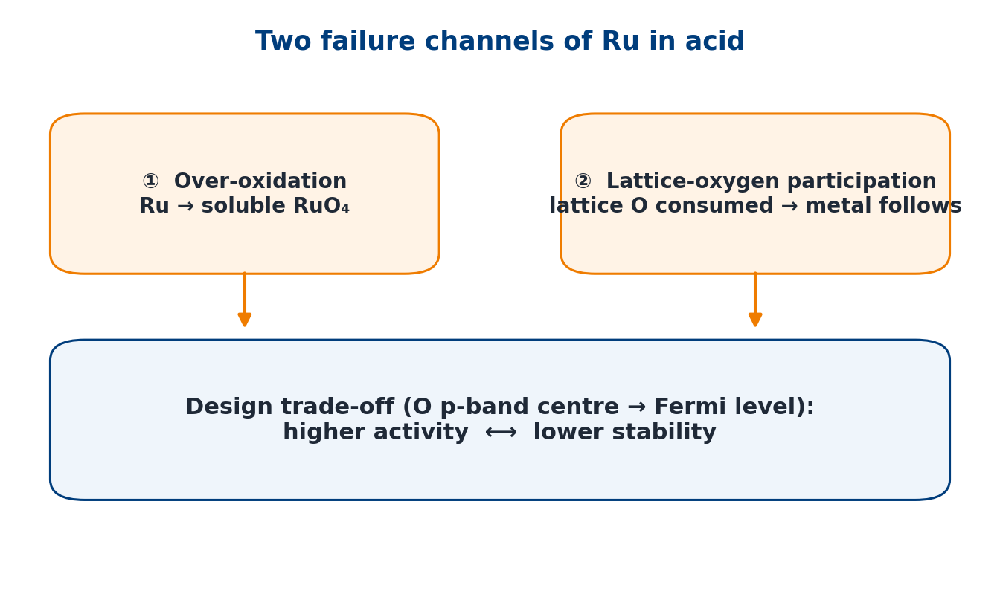 Two failure channels of Ru in acid
① Over-oxidation
Ru → soluble RuO₄
② Lattice-oxygen participation
lattice O consumed → metal follows
Design trade-off (O p-band centre → Fermi level):
higher activity ⟷ lower stability